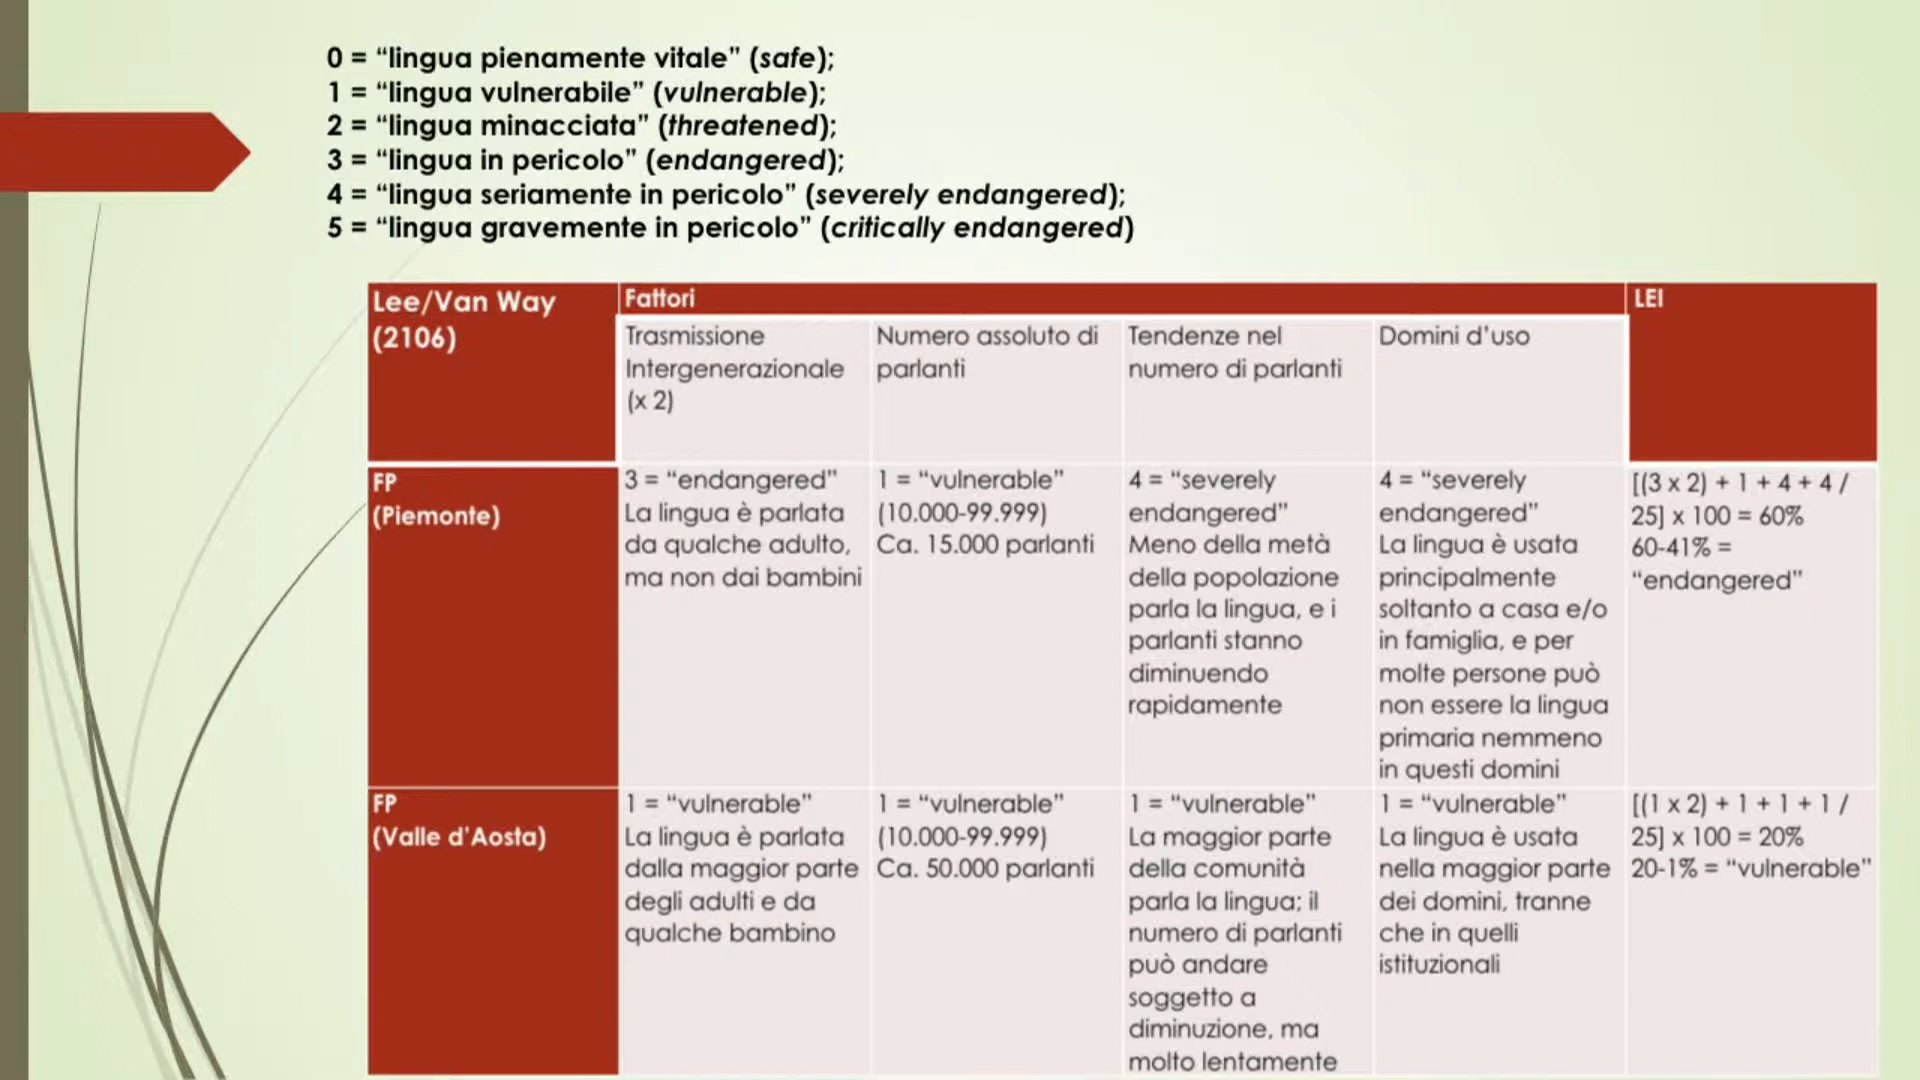 0 = “lingua pienamente vitale” (safe);
1 = “lingua vulnerabile” (vulnerable);
2 = “lingua minacciata” (threatened);
3 = “lingua in pericolo” (endangered);
4 = “lingua seriamente in pericolo” (severely endangered);
5 = “lingua gravemente in pericolo” (critically endangered)
Lee/Van Way
(2106)
Fattori
LEI
Trasmissione
Intergenerazionale
(x 2)
Numero assoluto di
parlanti
Tendenze nel
numero di parlanti
Domini d’uso
FP
(Piemonte)
3 = “endangered”
La lingua è parlata
da qualche adulto,
ma non dai bambini
1 = “vulnerable”
(10.000-99.999)
Ca. 15.000 parlanti
4 = “severely
endangered”
Meno della metà
della popolazione
parla la lingua, e i
parlanti stanno
diminuendo
rapidamente
4 = “severely
endangered”
La lingua è usata
principalmente
soltanto a casa e/o
in famiglia, e per
molte persone può
non essere la lingua
primaria nemmeno
in questi domini
[(3 x 2) + 1 + 4 + 4 /
25] x 100 = 60%
60-41% =
“endangered”
FP
(Valle d’Aosta)
1 = “vulnerable”
La lingua è parlata
dalla maggior parte
degli adulti e da
qualche bambino
1 = “vulnerable”
(10.000-99.999)
Ca. 50.000 parlanti
1 = “vulnerable”
La maggior parte
della comunità
parla la lingua; il
numero di parlanti
può andare
soggetto a
diminuzione, ma
molto lentamente
1 = “vulnerable”
La lingua è usata
nella maggior parte
dei domini, tranne
che in quelli
istituzionali
[(1 x 2) + 1 + 1 + 1 /
25] x 100 = 20%
20-1% = “vulnerable”